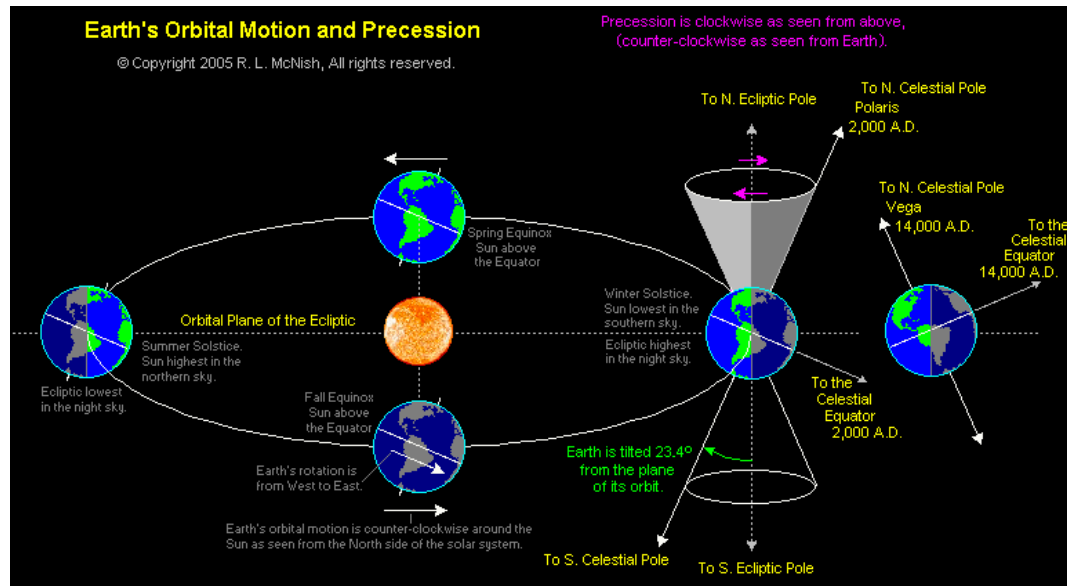 Earth's Orbital Motion and Precession
© Copyright 2005 R. L. McNish, All rights reserved.
Precession is clockwise as seen from above,
(counter-clockwise as seen from Earth).
To N. Ecliptic Pole
To N. Celestial Pole
Polaris
2,000 A.D.
To N. Celestial Pole
Vega
14,000 A.D.
To the
Celestial
Equator
14,000 A.D.
Spring Equinox
Sun above
the Equator
Orbital Plane of the Ecliptic
Summer Solstice.
Sun highest in the
northern sky.
Ecliptic lowest
in the night sky.
Winter Solstice.
Sun lowest in the
southern sky.
Ecliptic highest
in the night sky.
To the
Celestial
Equator
2,000 A.D.
Fall Equinox
Sun above
the Equator
Earth's rotation is
from West to East.
Earth is tilted 23.4º
from the plane
of its orbit.
Earth's orbital motion is counter-clockwise around the
Sun as seen from the North side of the solar system.
To S. Celestial Pole
To S. Ecliptic Pole